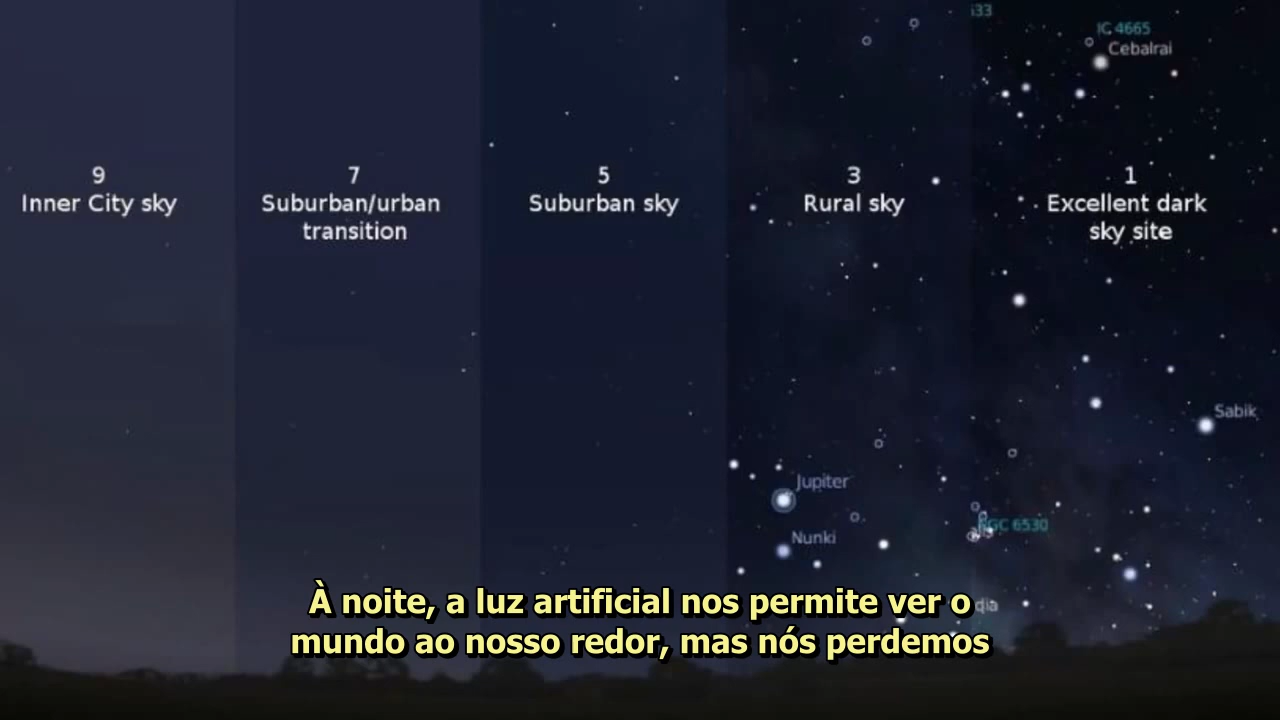 IC 4665
Cebalrai
9
Inner City sky
7
Suburban/urban
transition
5
Suburban sky
3
Rural sky
1
Excellent dark
sky site
Sabik
Jupiter
NGC 6530
Nunki
À noite, a luz artificial nos permite ver o
mundo ao nosso redor, mas nós perdemos